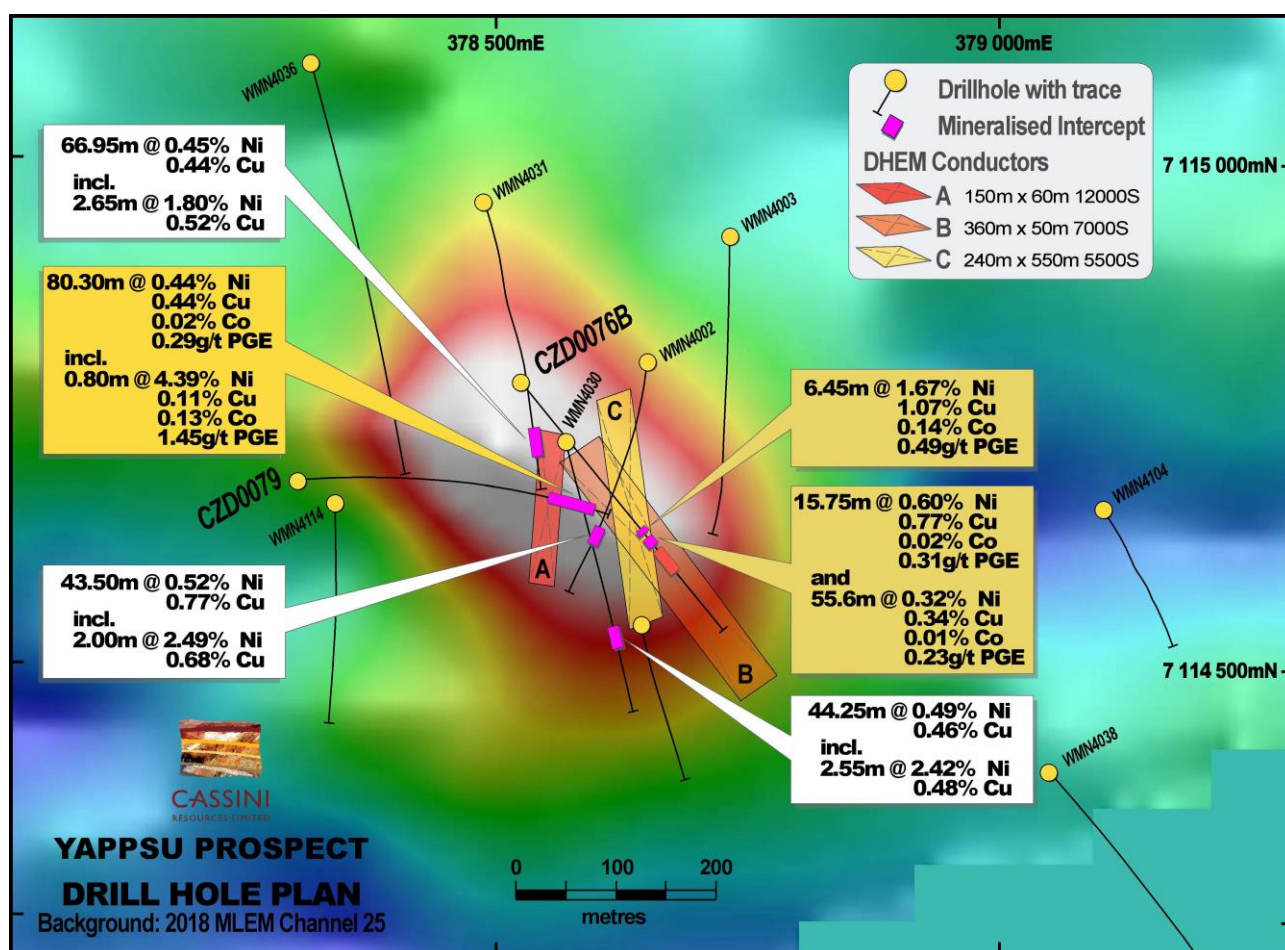 378 500mE
379 000mE
7 115 000mN
7 114 500mN
Drillhole with trace
Mineralised Intercept
DHEM Conductors
A 150m x 60m 12000S
B 360m x 50m 7000S
C 240m x 550m 5500S
WMN4036
WMN4031
WMN4003
CZD0076B
WMN4030
WMN4002
CZD0079
WMN4114
WMN4104
WMN4038
A
B
C
66.95m @ 0.45% Ni
0.44% Cu
incl.
2.65m @ 1.80% Ni
0.52% Cu
80.30m @ 0.44% Ni
0.44% Cu
0.02% Co
0.29g/t PGE
incl.
0.80m @ 4.39% Ni
0.11% Cu
0.13% Co
1.45g/t PGE
43.50m @ 0.52% Ni
0.77% Cu
incl.
2.00m @ 2.49% Ni
0.68% Cu
6.45m @ 1.67% Ni
1.07% Cu
0.14% Co
0.49g/t PGE
15.75m @ 0.60% Ni
0.77% Cu
0.02% Co
0.31g/t PGE
and
55.6m @ 0.32% Ni
0.34% Cu
0.01% Co
0.23g/t PGE
44.25m @ 0.49% Ni
0.46% Cu
incl.
2.55m @ 2.42% Ni
0.48% Cu
CASSINI
RESOURCES LIMITED
YAPPSU PROSPECT
DRILL HOLE PLAN
Background: 2018 MLEM Channel 25
0 100 200
metres